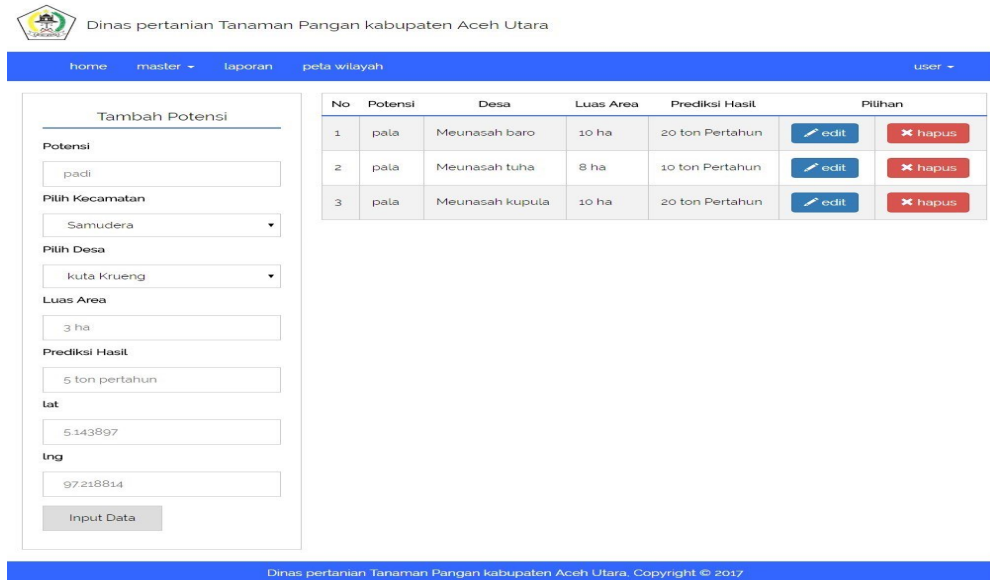 Dinas pertanian Tanaman Pangan kabupaten Aceh Utara
home master laporan peta wilayah user
Tambah Potensi
Potensi
padi
Pilih Kecamatan
Samudera
Pilih Desa
kuta Krueng
Luas Area
3 ha
Prediksi Hasil
5 ton pertahun
lat
5.143897
lng
97.218814
Input Data
No Potensi Desa Luas Area Prediksi Hasil Pilihan
1 pala Meunasah baro 10 ha 20 ton Pertahun edit hapus
2 pala Meunasah tuha 8 ha 10 ton Pertahun edit hapus
3 pala Meunasah kupula 10 ha 20 ton Pertahun edit hapus
Dinas pertanian Tanaman Pangan kabupaten Aceh Utara, Copyright © 2017